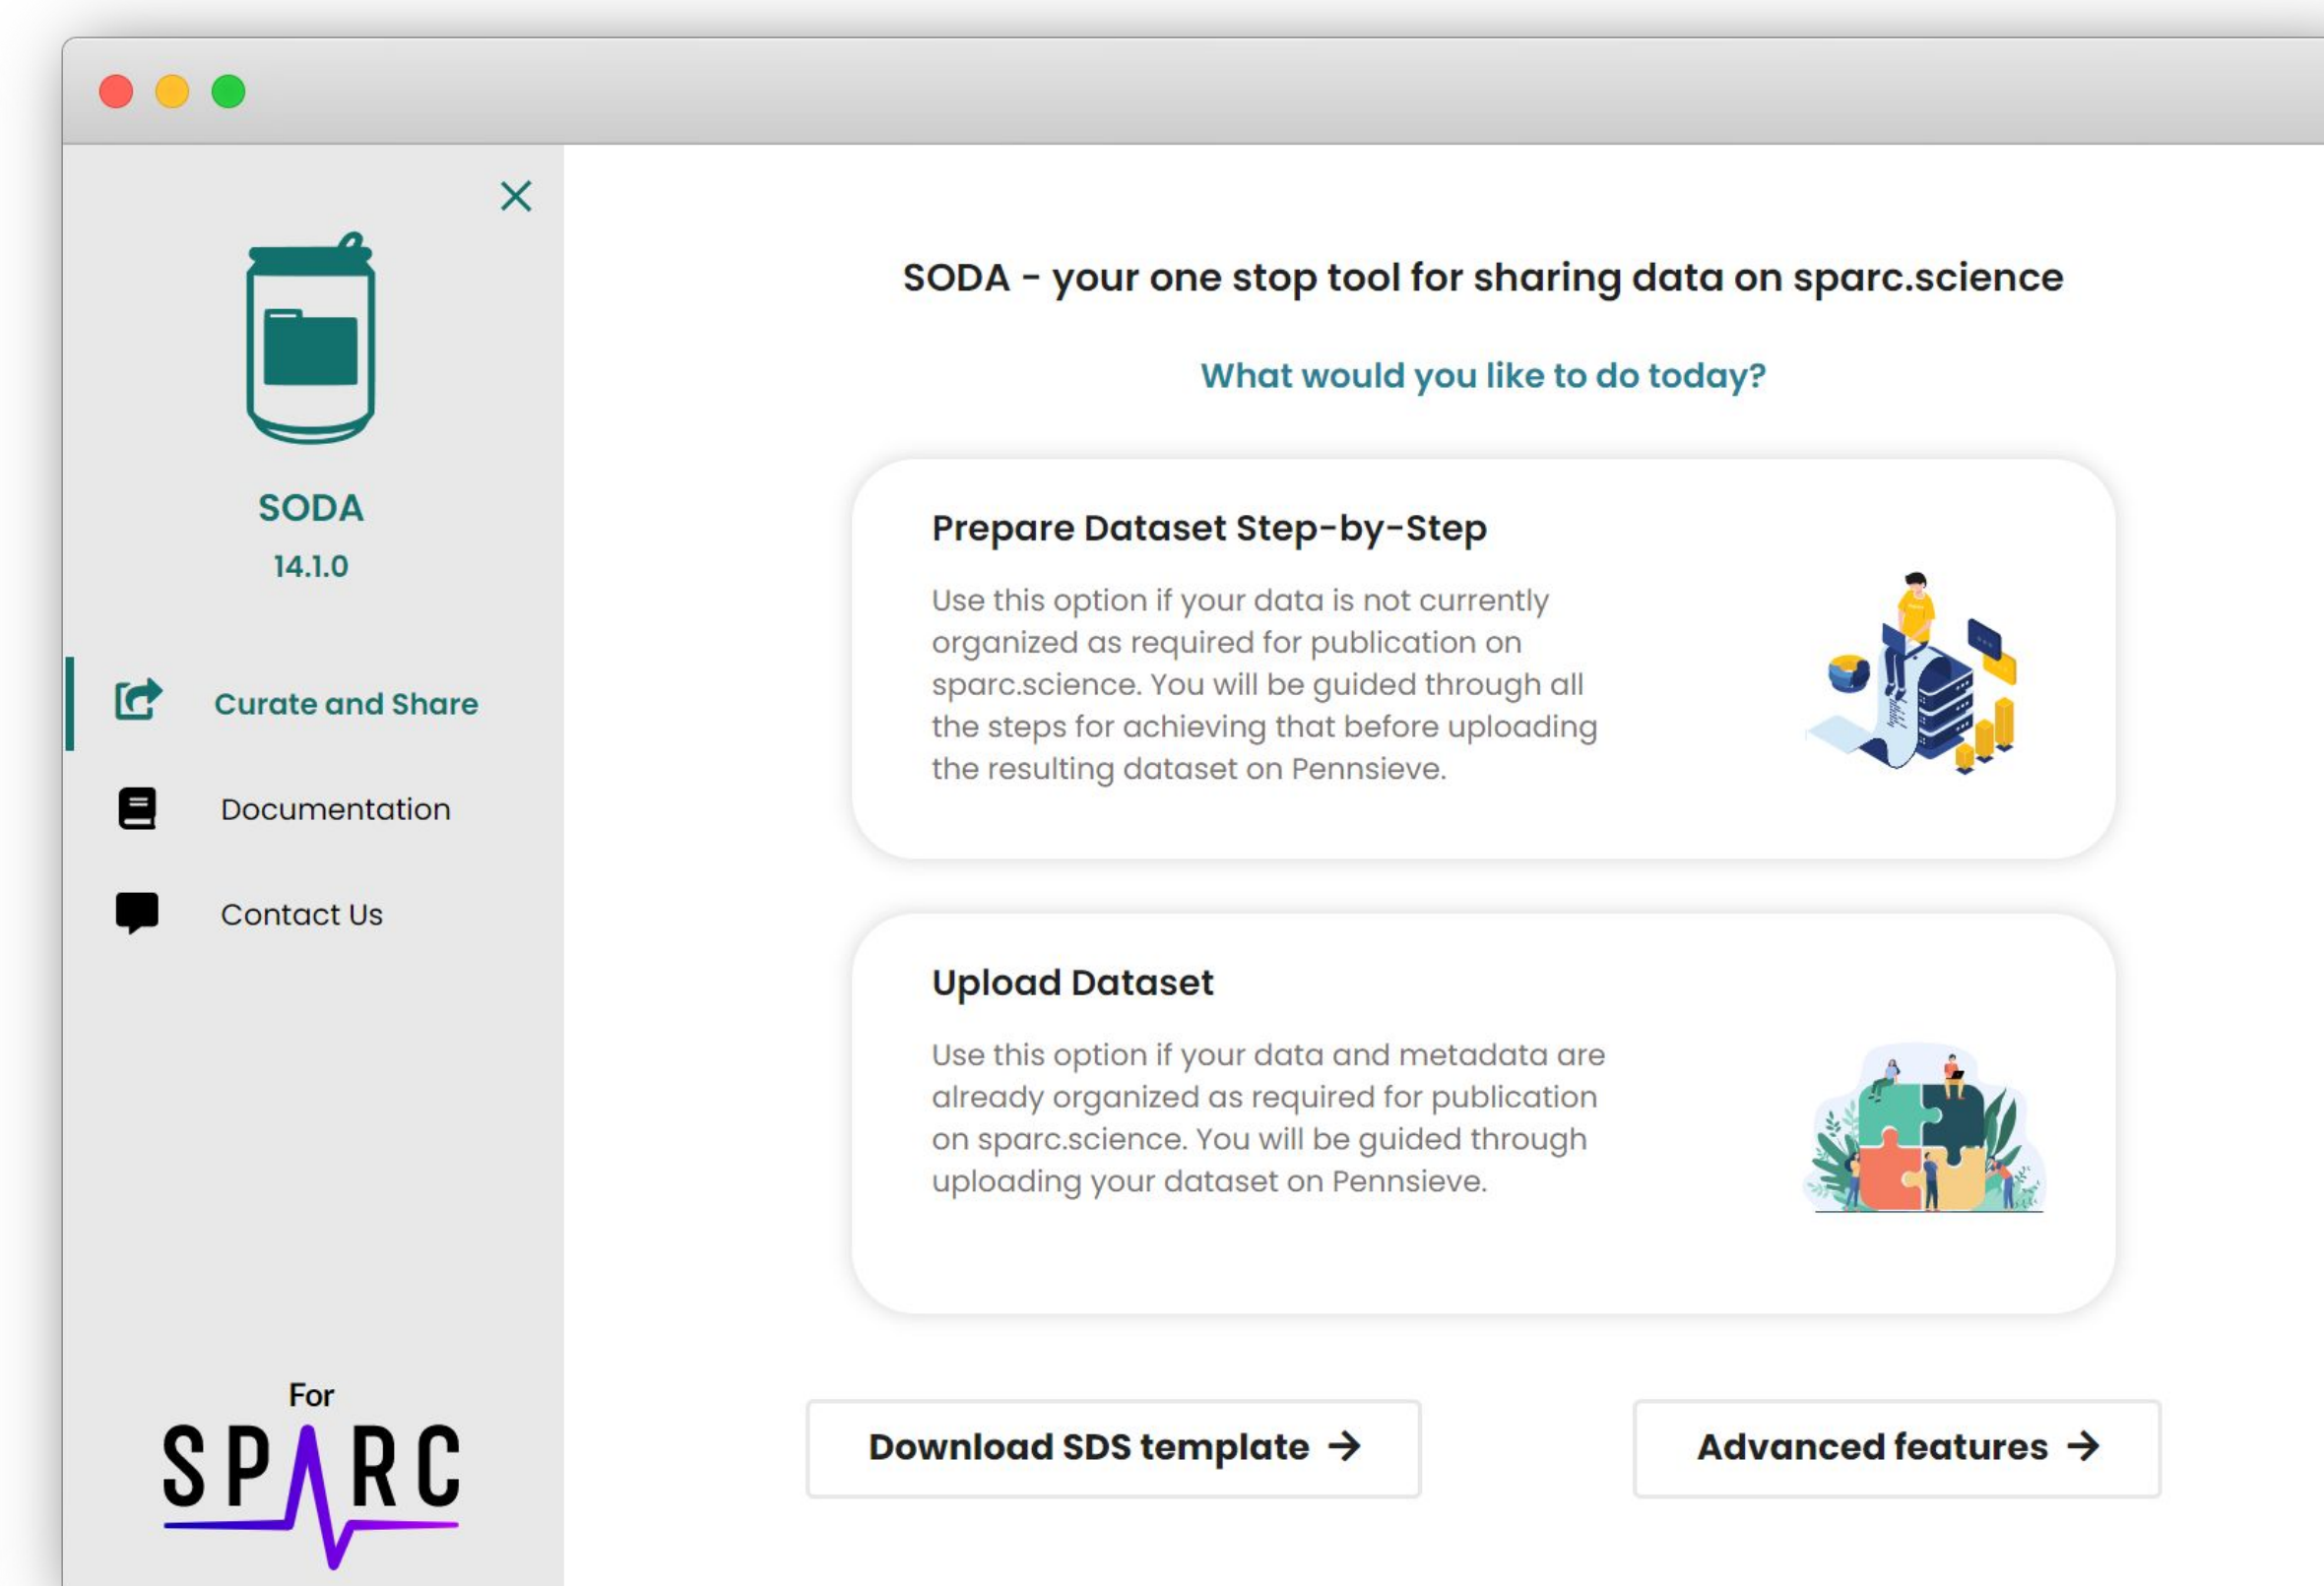 SODA
14.1.0
Curate and Share
Documentation
Contact Us
For
SPARC
SODA - your one stop tool for sharing data on sparc.science
What would you like to do today?
Prepare Dataset Step-by-Step
Use this option if your data is not currently
organized as required for publication on
sparc.science. You will be guided through all
the steps for achieving that before uploading
the resulting dataset on Pennsieve.
Upload Dataset
Use this option if your data and metadata are
already organized as required for publication
on sparc.science. You will be guided through
uploading your dataset on Pennsieve.
Download SDS template →
Advanced features →